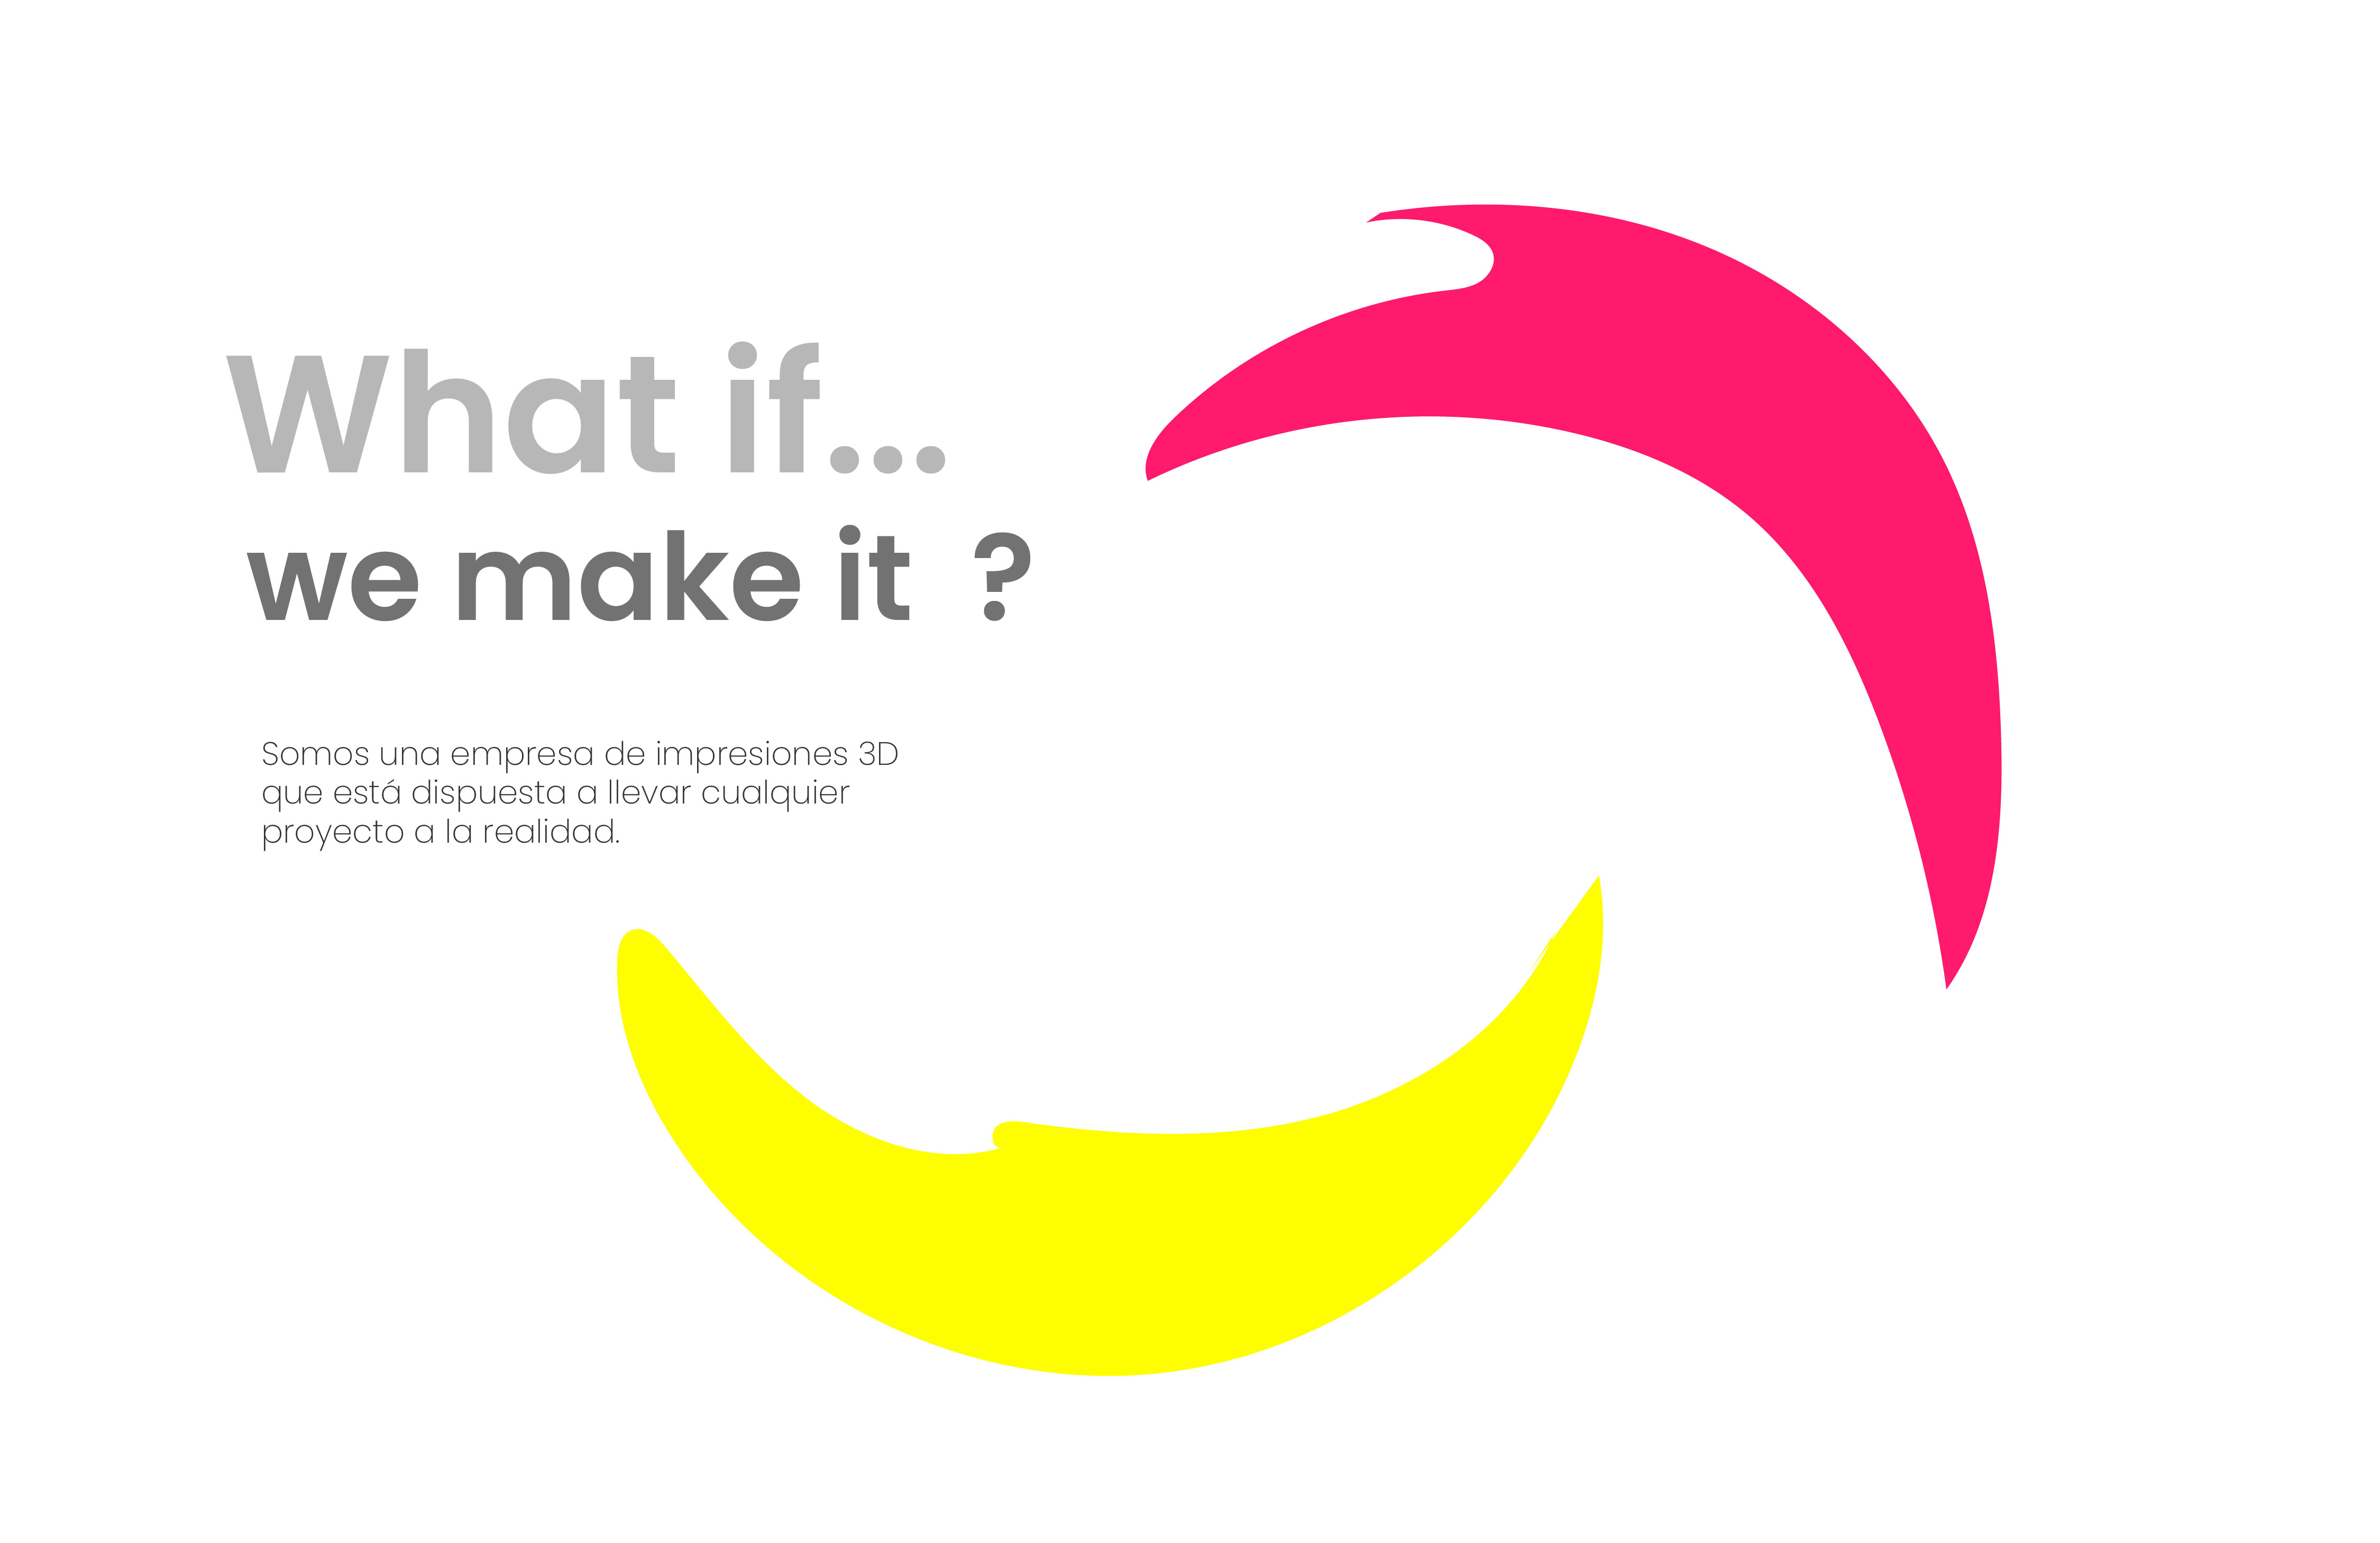 What if...
we make it ?
Somos una empresa de impresiones 3D
que está dispuesta a llevar cualquier
proyecto a la realidad.